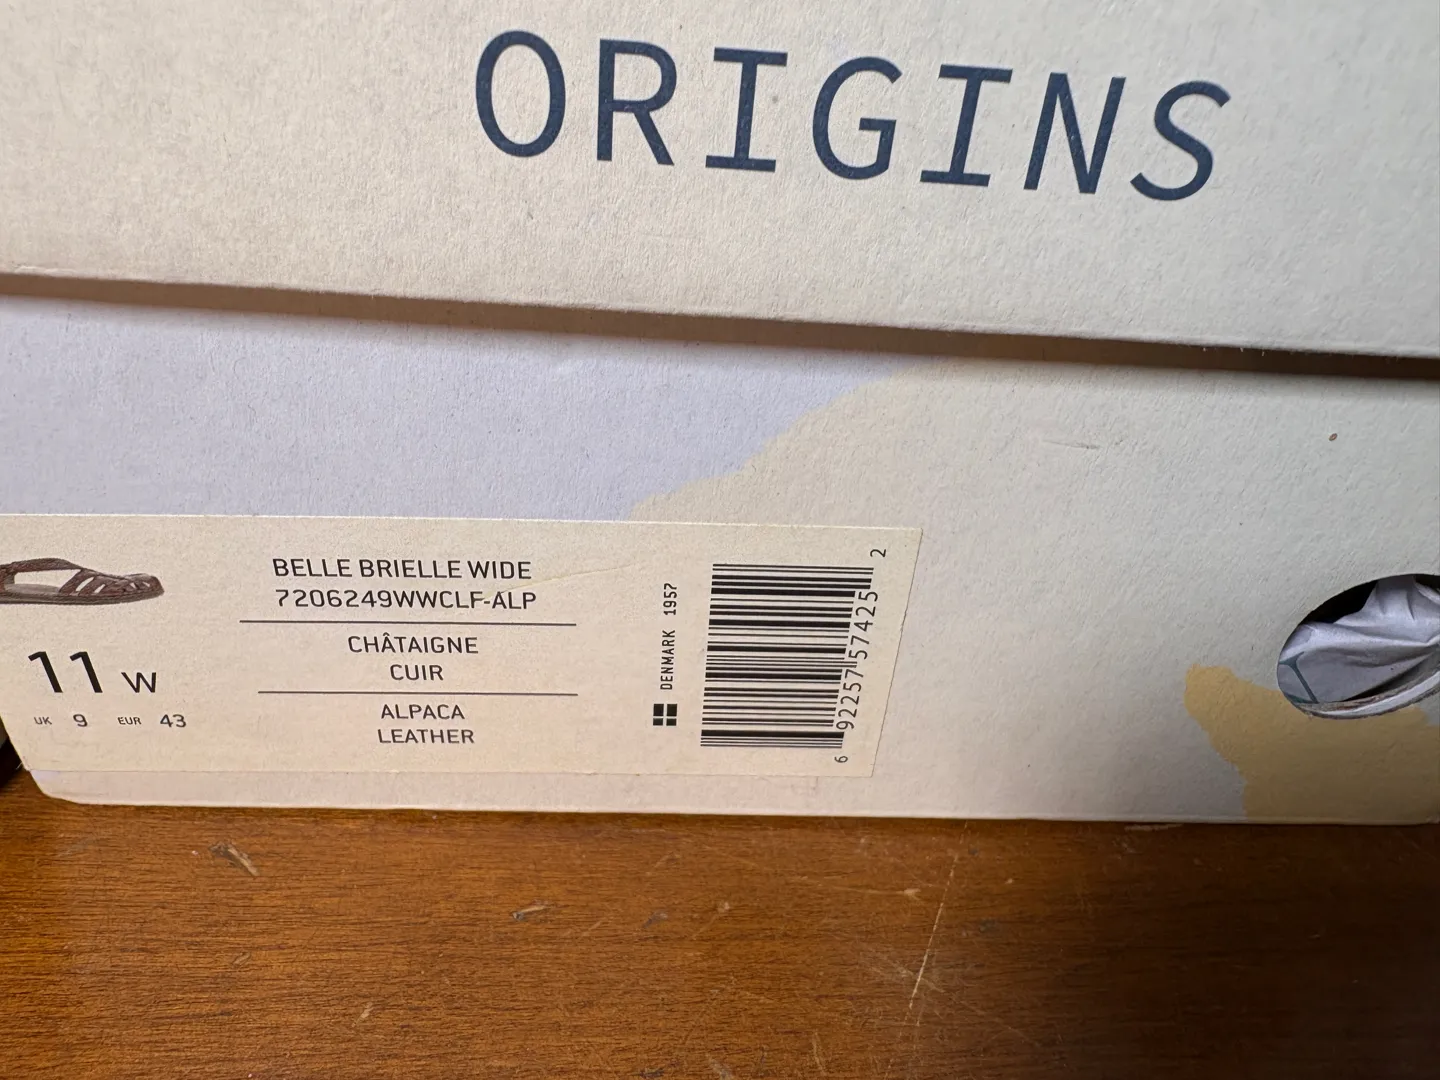 ORIGINS
BELLE BRIELLE WIDE
7206249WWCLF-ALP
CHÂTAIGNE
CUIR
ALPACA
LEATHER
11 W
UK 9 EUR 43
DENMARK 1957
6 92257 57425 2